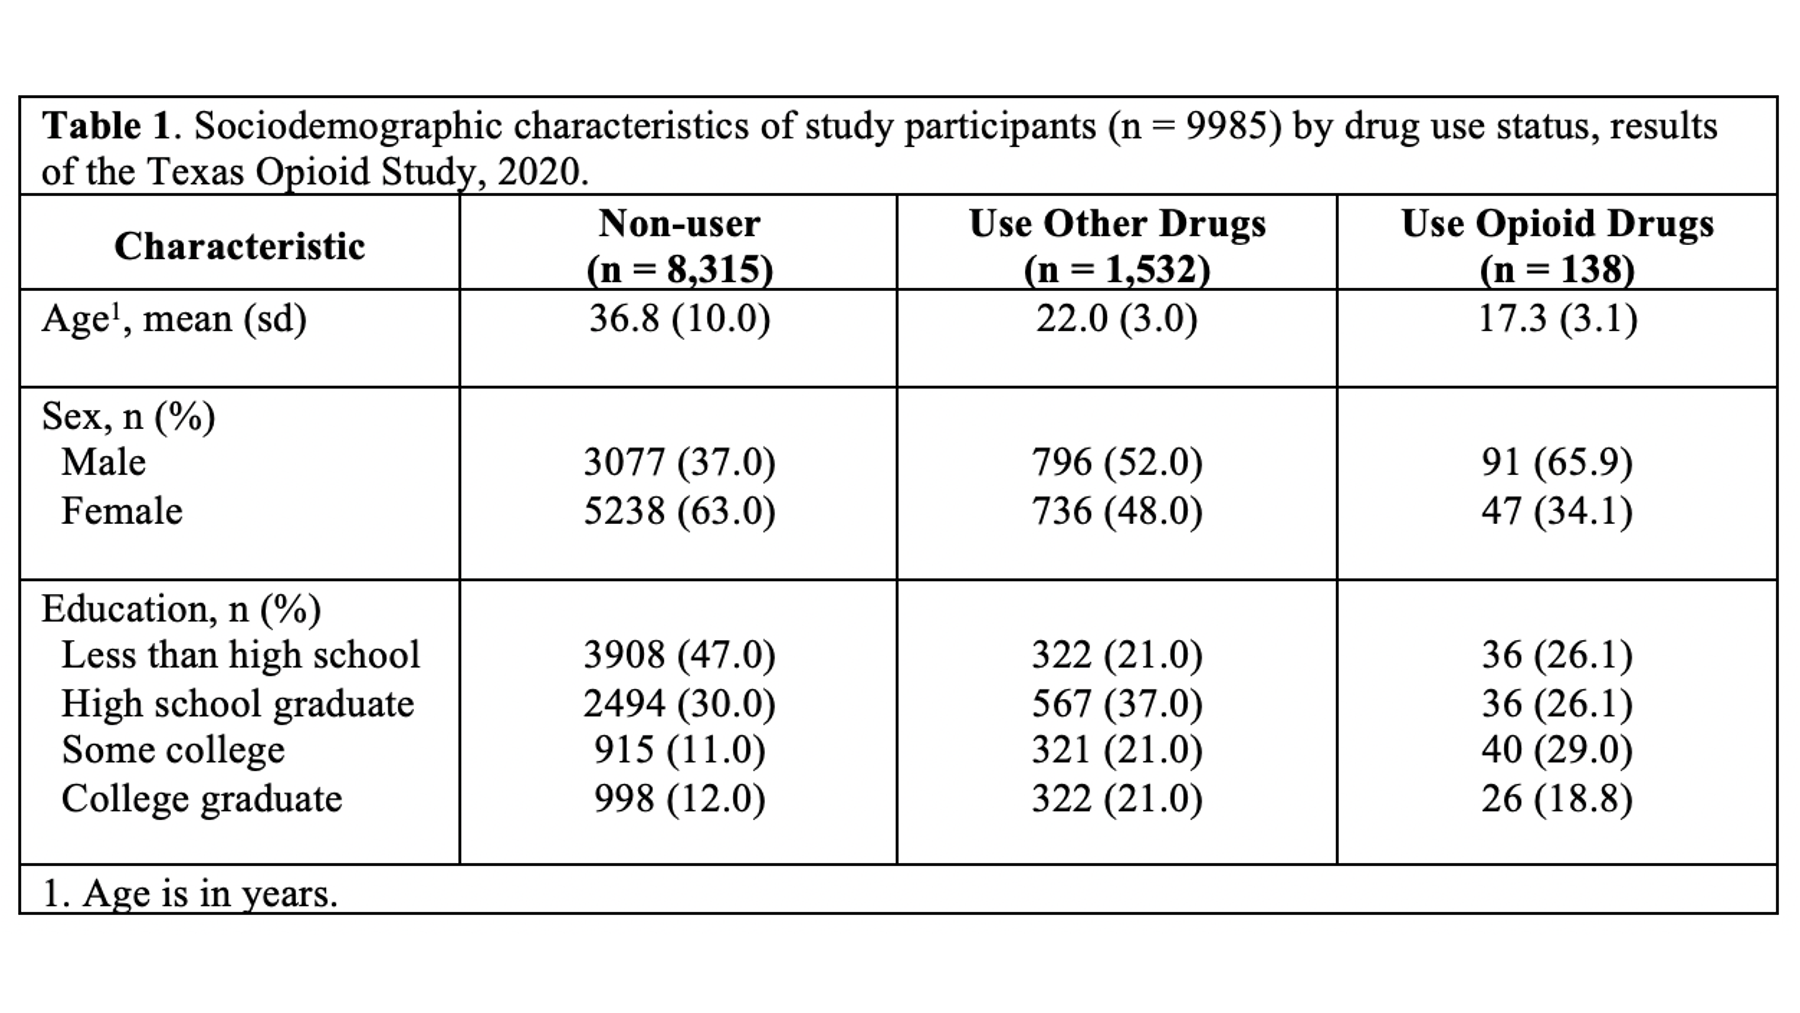 Table 1. Sociodemographic characteristics of study participants (n = 9985) by drug use status, results
of the Texas Opioid Study, 2020.
Characteristic Non-user (n = 8,315) Use Other Drugs (n = 1,532) Use Opioid Drugs (n = 138)
Age¹, mean (sd) 36.8 (10.0) 22.0 (3.0) 17.3 (3.1)
Sex, n (%)
Male 3077 (37.0) 796 (52.0) 91 (65.9)
Female 5238 (63.0) 736 (48.0) 47 (34.1)
Education, n (%)
Less than high school 3908 (47.0) 322 (21.0) 36 (26.1)
High school graduate 2494 (30.0) 567 (37.0) 36 (26.1)
Some college 915 (11.0) 321 (21.0) 40 (29.0)
College graduate 998 (12.0) 322 (21.0) 26 (18.8)
1. Age is in years.